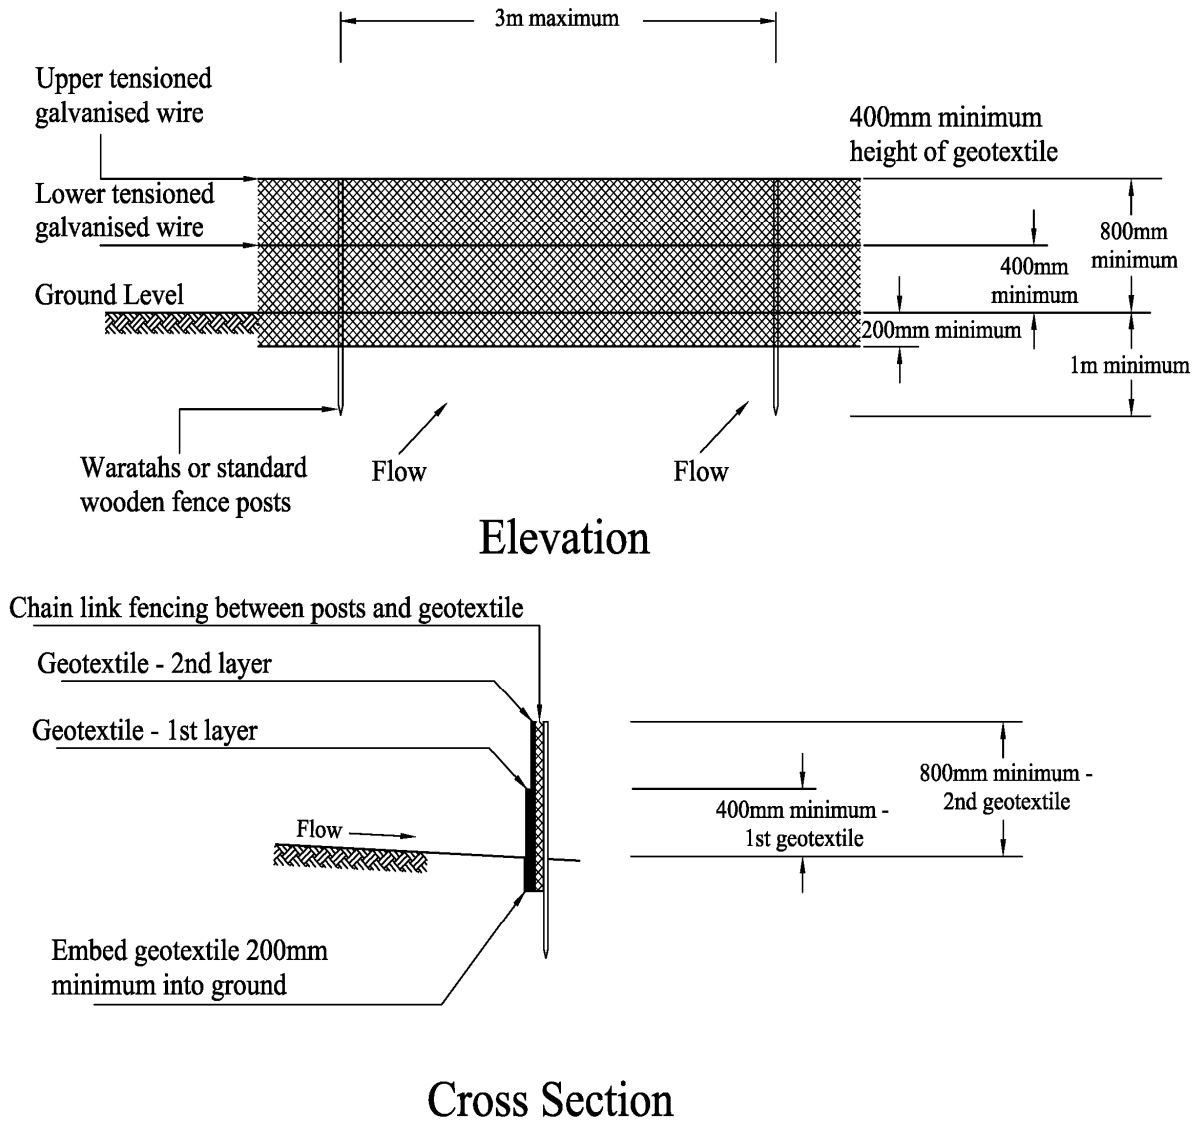 3m maximum
Upper tensioned
galvanised wire
400mm minimum
height of geotextile
Lower tensioned
galvanised wire
800mm
minimum
400mm
minimum
Ground Level
200mm minimum
1m minimum
Waratahs or standard
wooden fence posts
Flow
Flow
Elevation
Chain link fencing between posts and geotextile
Geotextile - 2nd layer
Geotextile - 1st layer
800mm minimum -
2nd geotextile
400mm minimum -
1st geotextile
Flow
Embed geotextile 200mm
minimum into ground
Cross Section